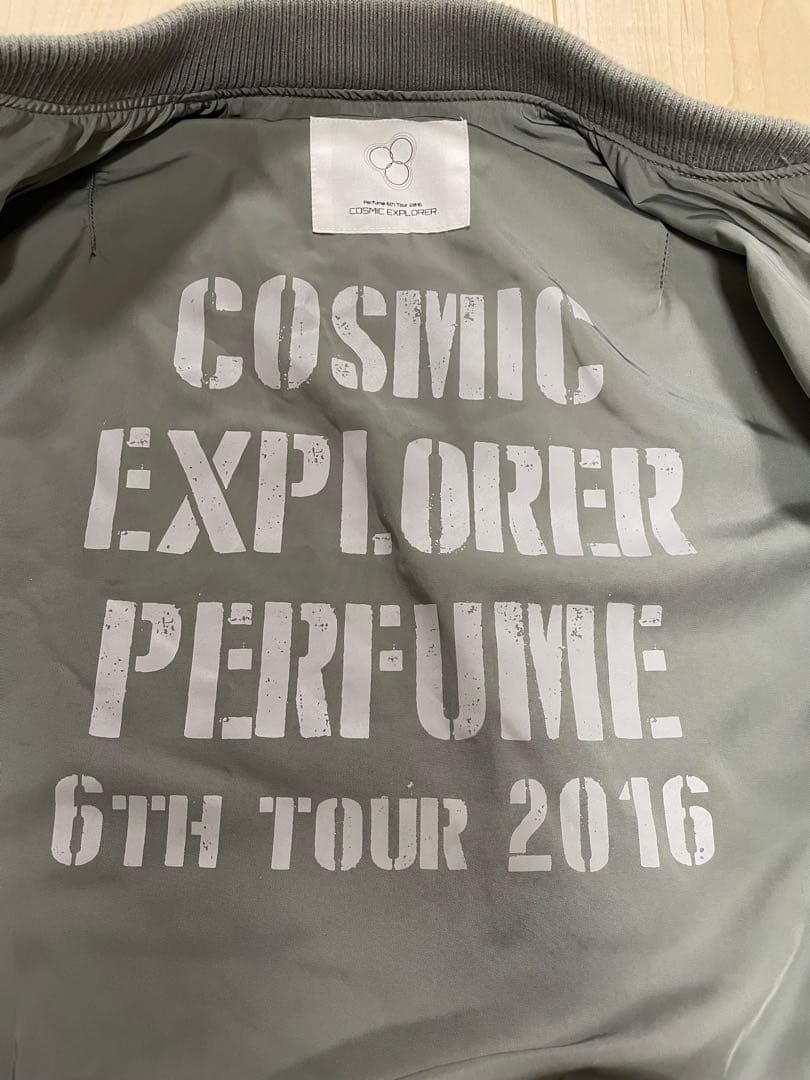 Perfume 6th Tour 2016
COSMIC EXPLORER
COSMIC
EXPLORER
PERFUME
6TH TOUR 2016